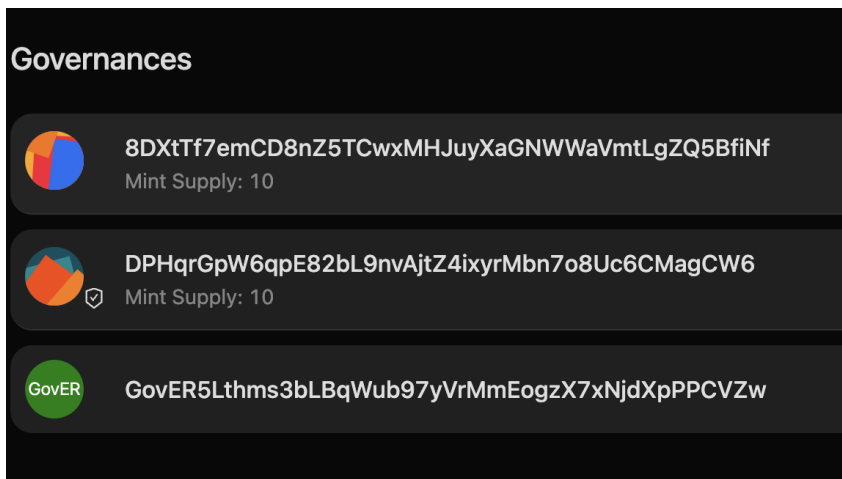 Governances
8DXtTf7emCD8nZ5TCwxMHJuyXaGNWWaVmtLgZQ5BfiNf
Mint Supply: 10
DPHqrGpW6qpE82bL9nvAjtZ4ixyrMbn7o8Uc6CMagCW6
Mint Supply: 10
GovER
GovER5Lthms3bLBqWub97yVrMmEogzX7xNjdXpPPCVZw